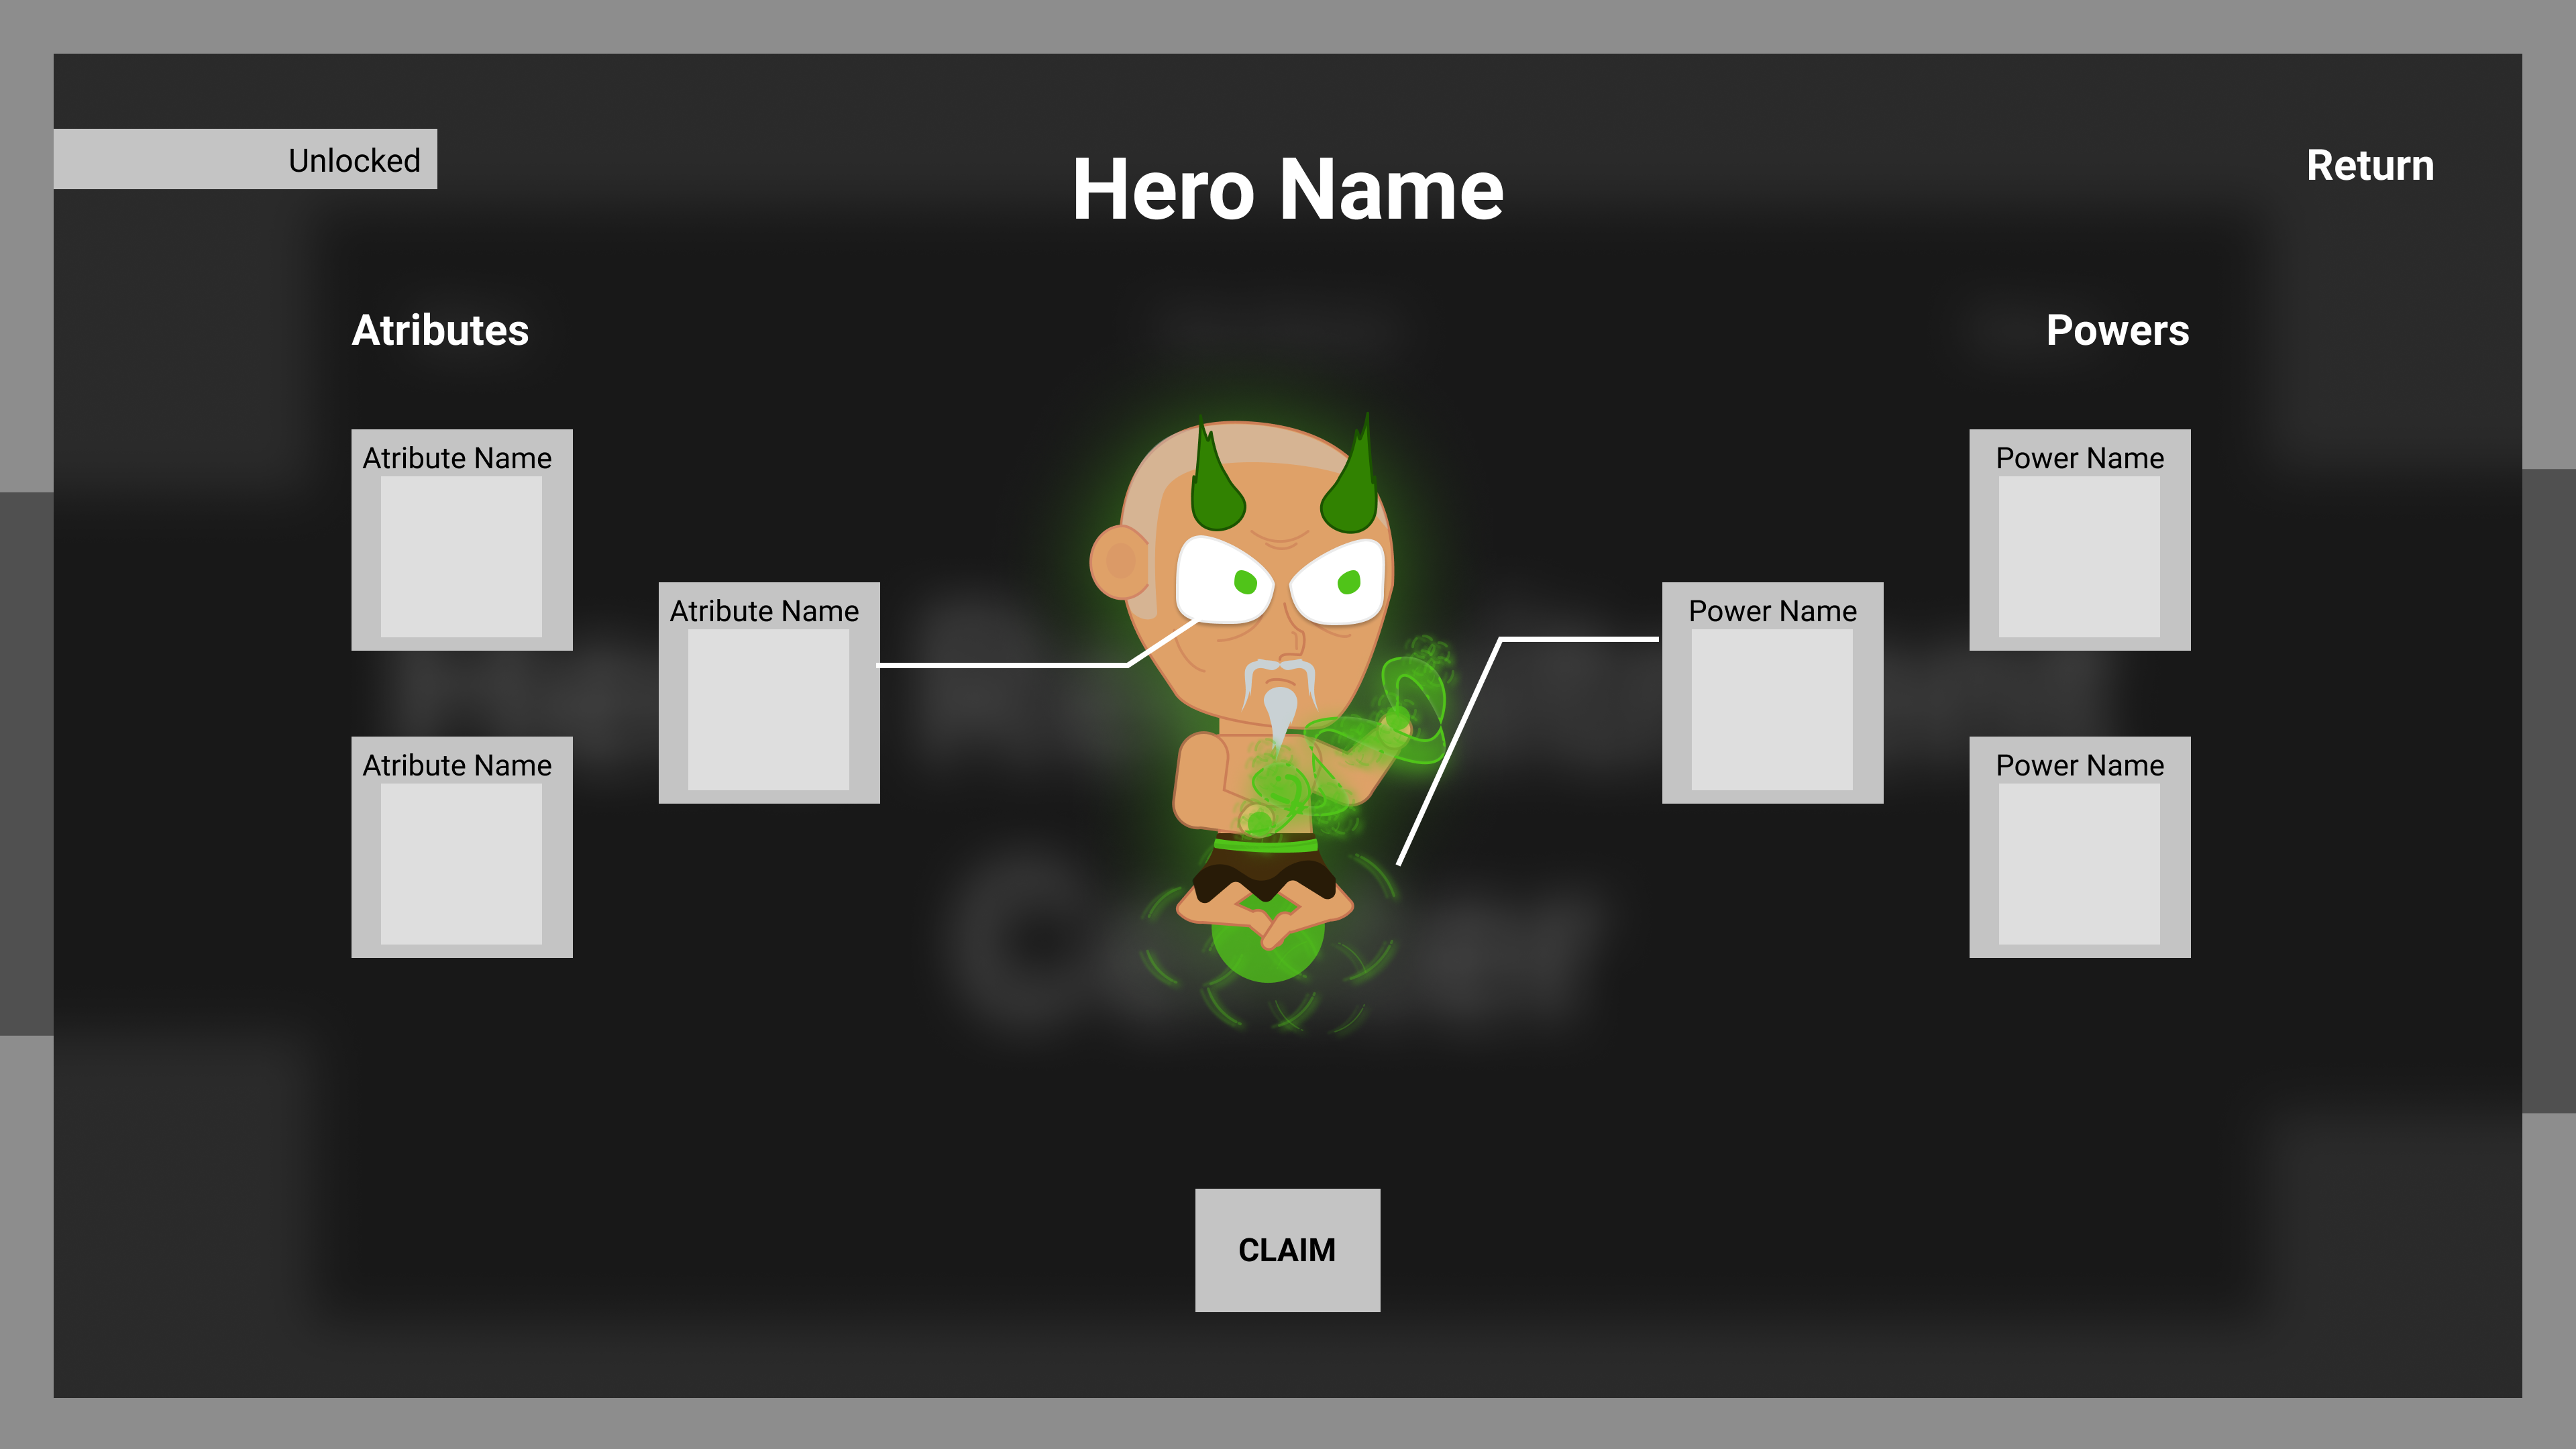 Unlocked
Hero Name
Return
Atributes
Powers
Atribute Name
Power Name
Atribute Name
Power Name
Atribute Name
Power Name
CLAIM